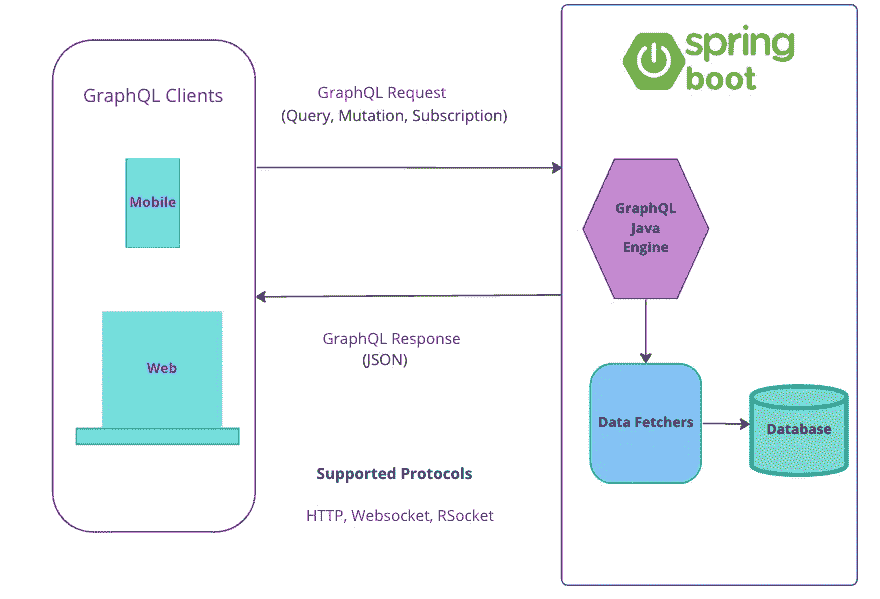 spring
boot
GraphQL Clients
GraphQL Request
(Query, Mutation, Subscription)
Mobile
GraphQL
Java
Engine
GraphQL Response
(JSON)
Web
Data Fetchers
Database
Supported Protocols
HTTP, Websocket, RSocket